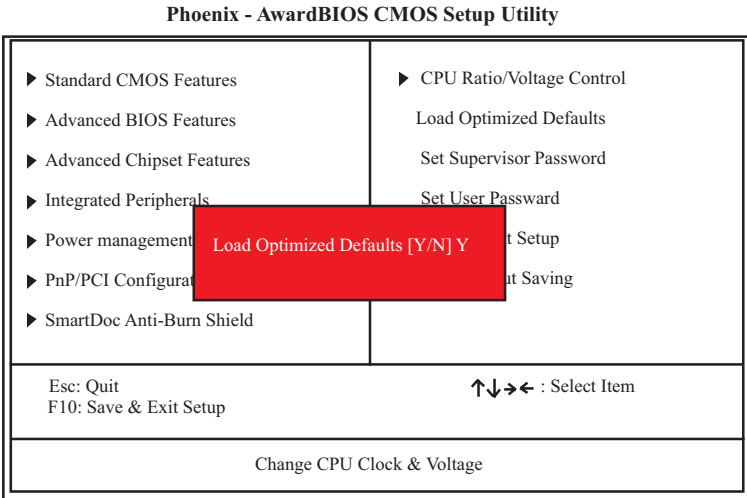 Phoenix - AwardBIOS CMOS Setup Utility
Standard CMOS Features
Advanced BIOS Features
Advanced Chipset Features
Integrated Peripherals
Power management
PnP/PCI
SmartDoc Anti-Burn Shield
CPU Ratio/Voltage Control
Load Optimized Defaults
Set Supervisor Password
Set User Passward
Setup
Saving
Load Optimized Defaults [Y/N] Y
Esc: Quit
F10: Save & Exit Setup
↑↓→← : Select Item
Change CPU Clock & Voltage